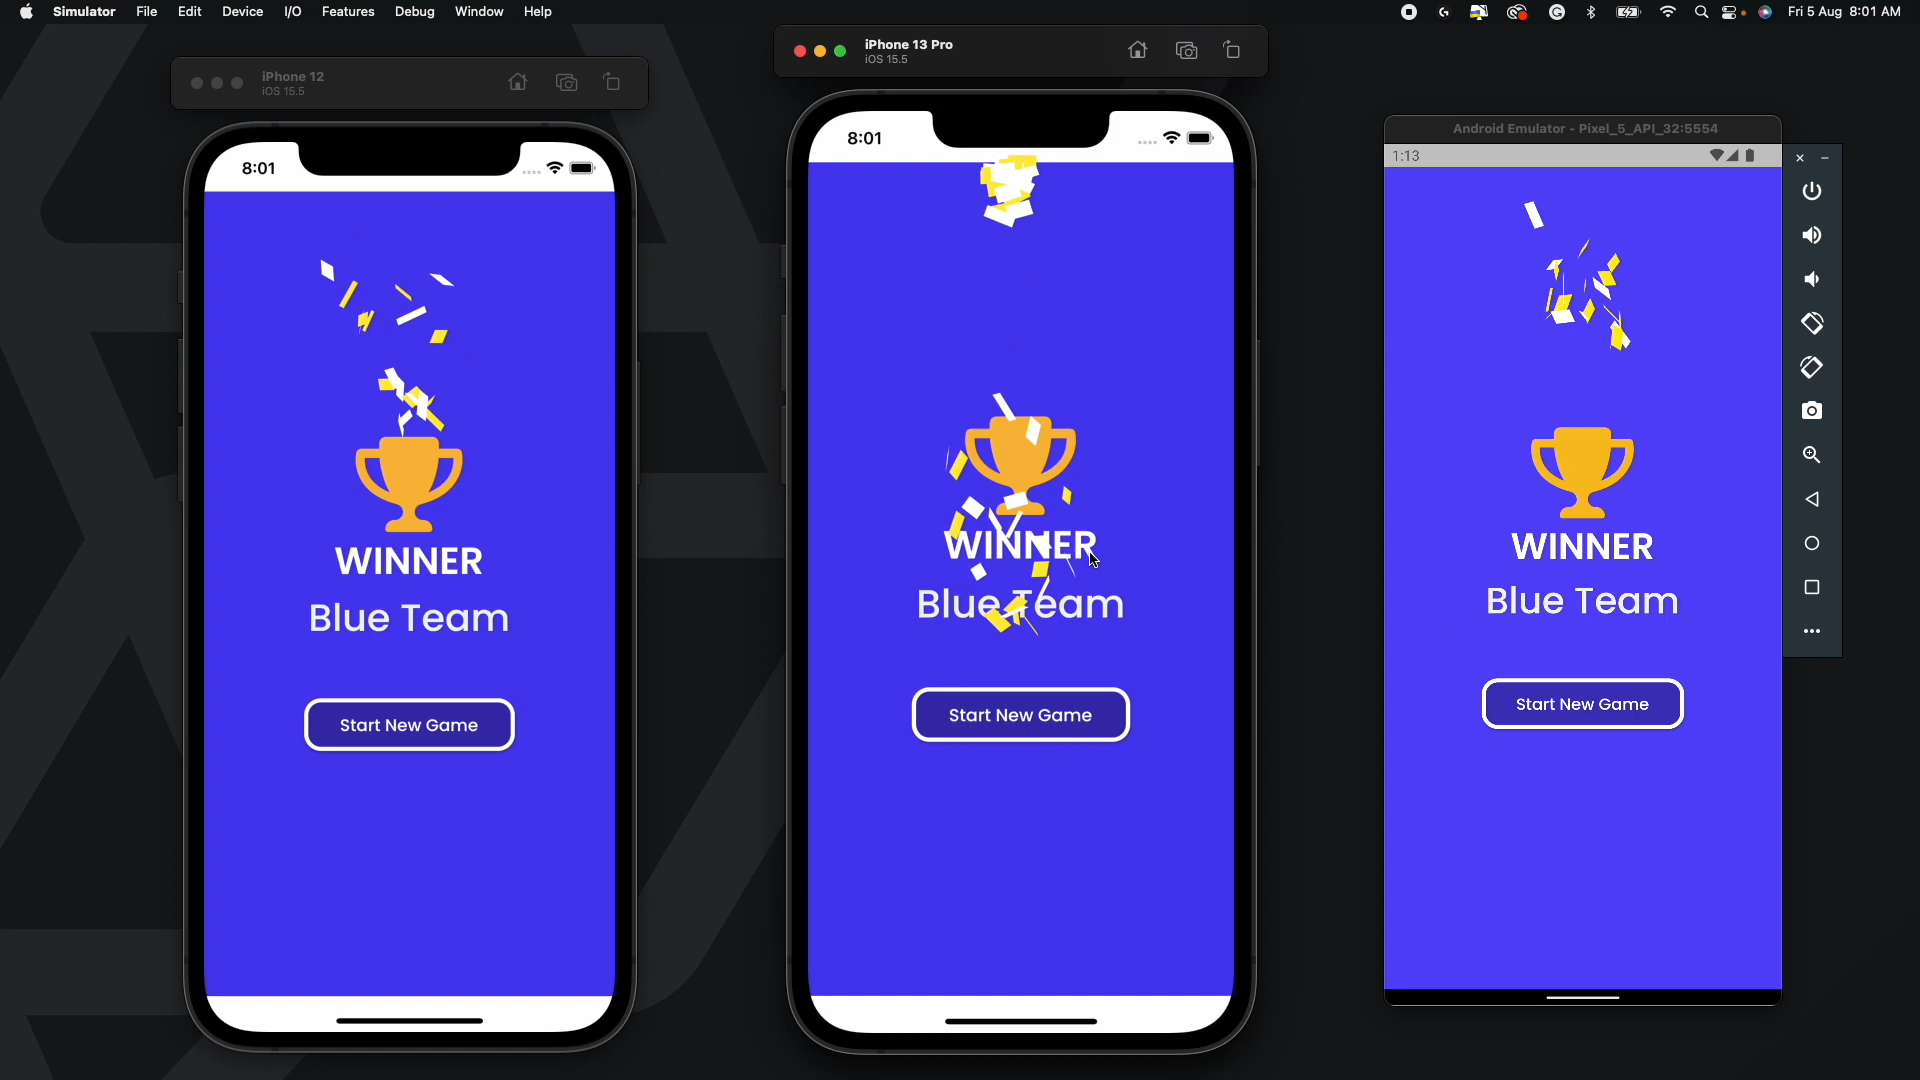 Simulator File Edit Device I/O Features Debug Window Help
Fri 5 Aug 8:01 AM
iPhone 12
iOS 15.5
8:01
WINNER
Blue Team
Start New Game
iPhone 13 Pro
iOS 15.5
8:01
WINNER
Blue Team
Start New Game
Android Emulator - Pixel_5_API_32:5554
1:13
WINNER
Blue Team
Start New Game